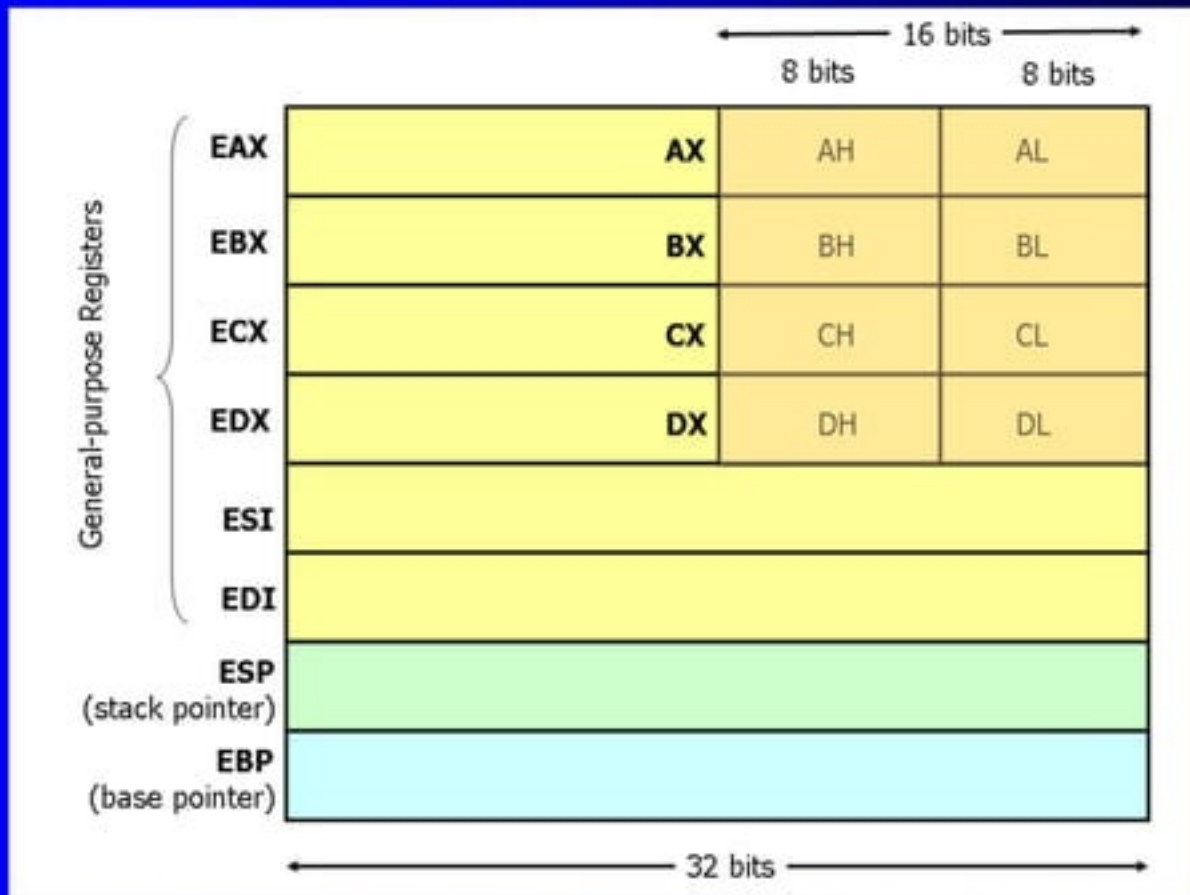 16 bits
8 bits 8 bits
General-purpose Registers
EAX AX AH AL
EBX BX BH BL
ECX CX CH CL
EDX DX DH DL
ESI
EDI
ESP
(stack pointer)
EBP
(base pointer)
32 bits